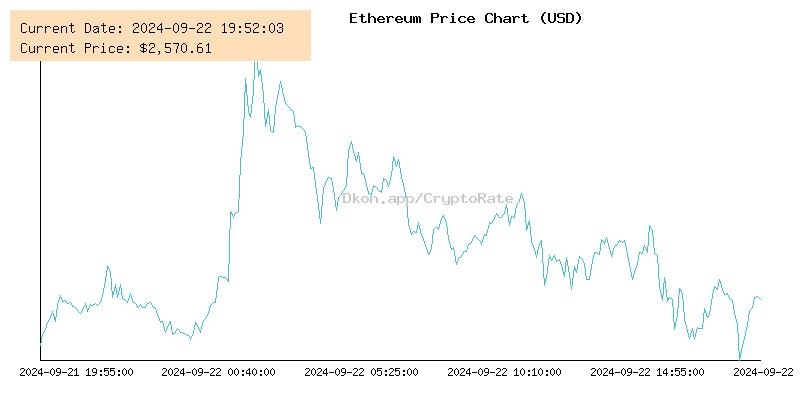 Ethereum Price Chart (USD)
Current Date: 2024-09-22 19:52:03
Current Price: $2,570.61
Dkon.app/CryptoRate
2024-09-21 19:55:00 2024-09-22 00:40:00 2024-09-22 05:25:00 2024-09-22 10:10:00 2024-09-22 14:55:00 2024-09-22